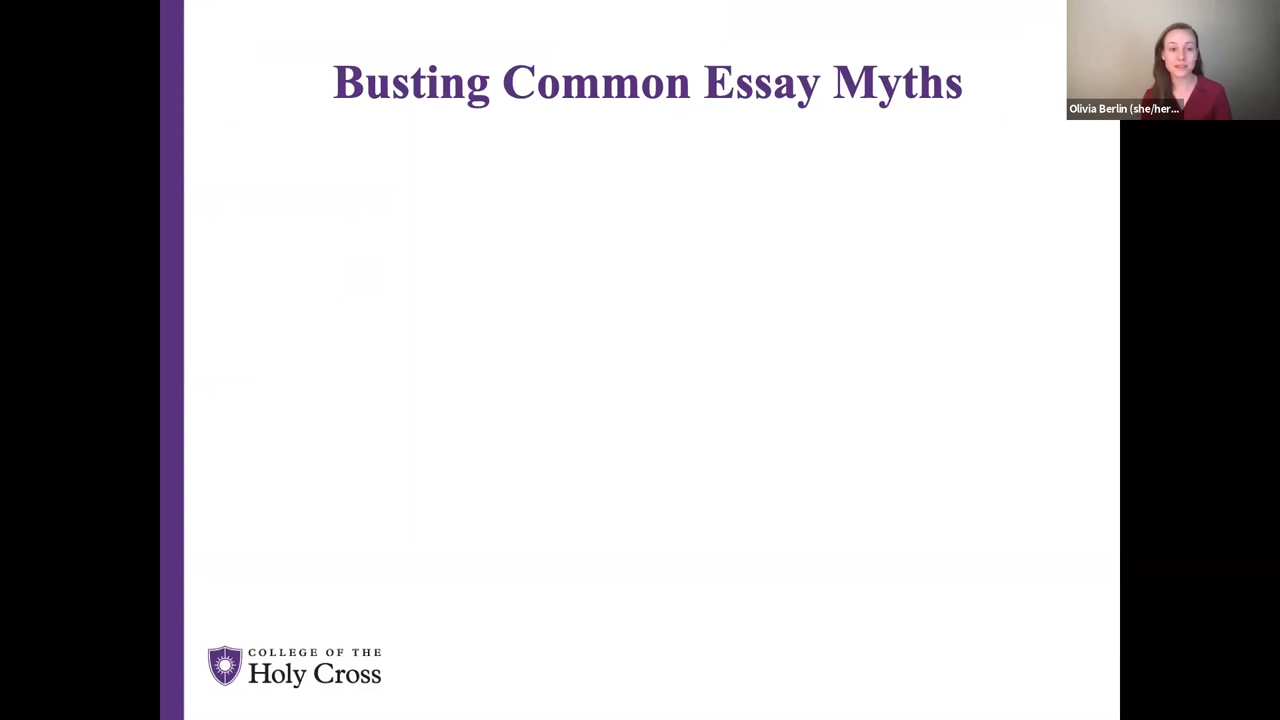 Busting Common Essay Myths
Olivia Berlin (she/her...
COLLEGE OF THE
Holy Cross